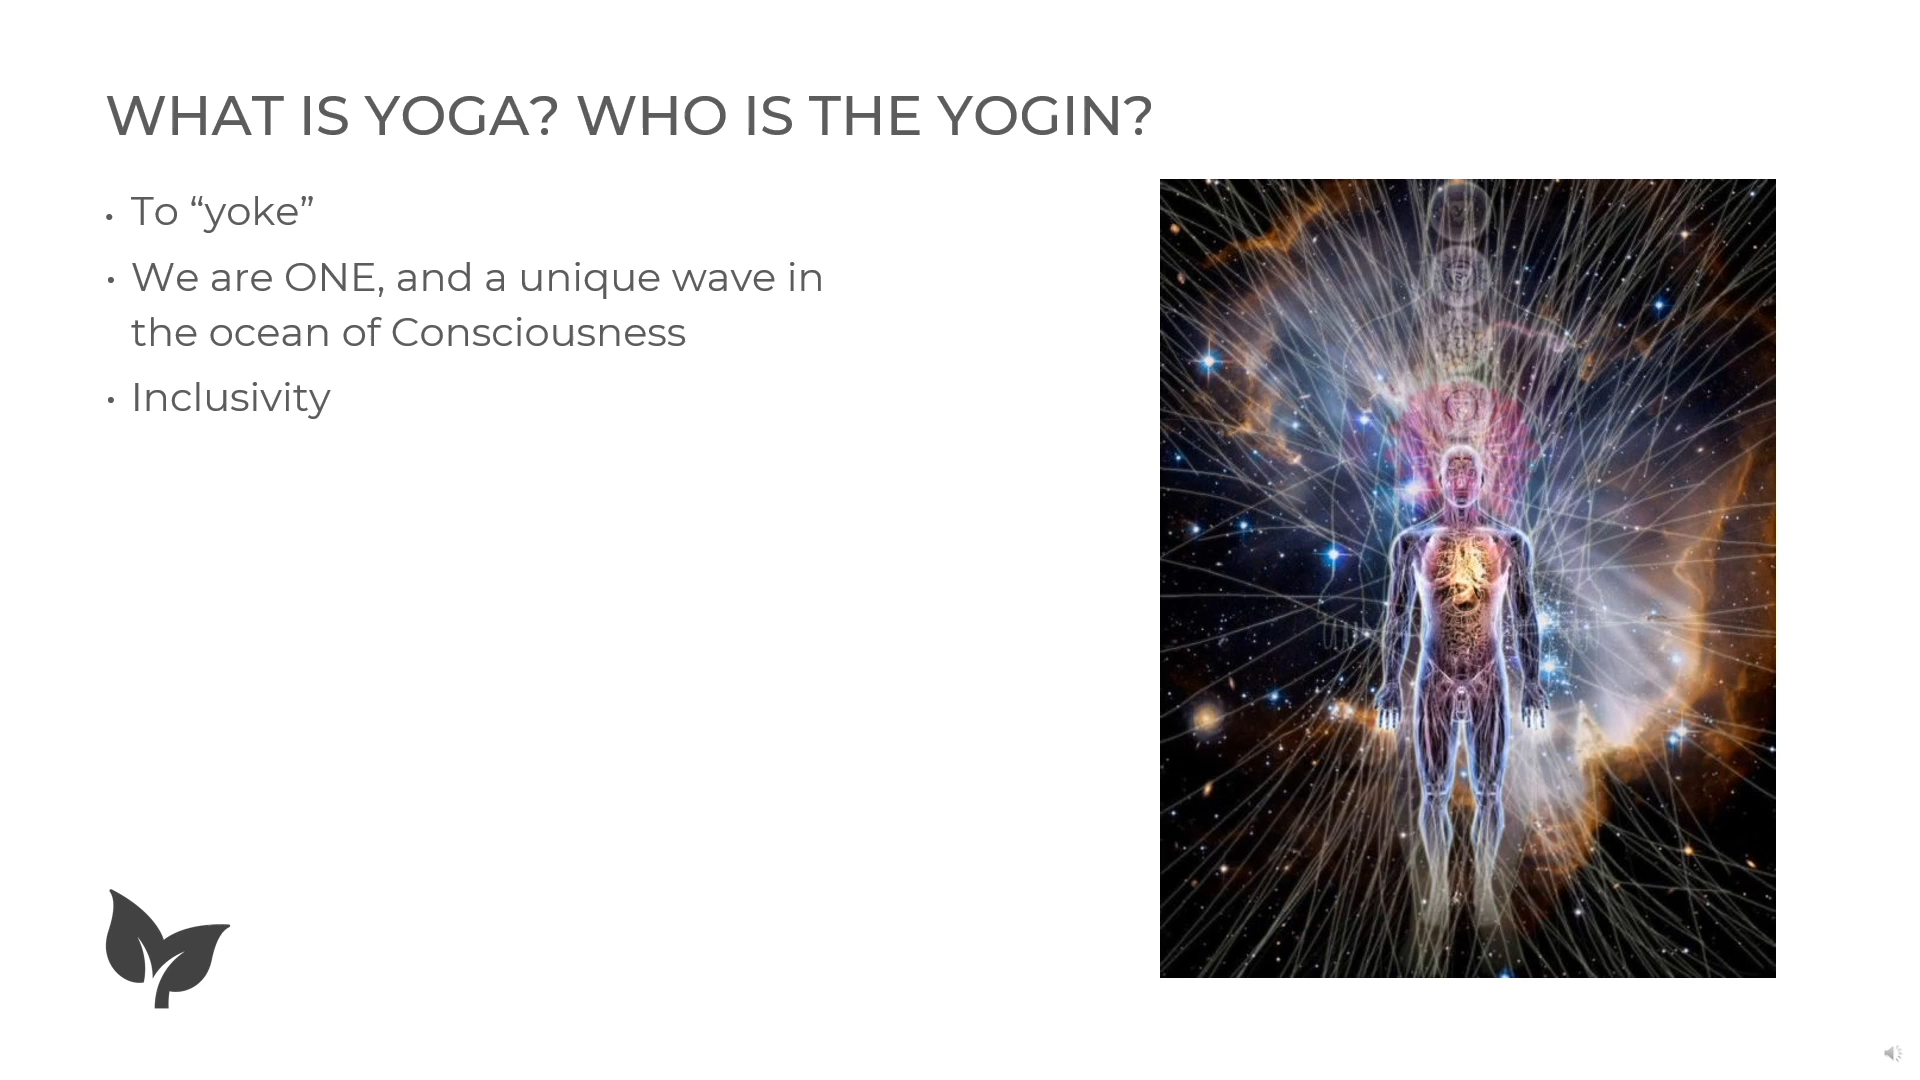 WHAT IS YOGA? WHO IS THE YOGIN?
• To “yoke”
• We are ONE, and a unique wave in
the ocean of Consciousness
• Inclusivity